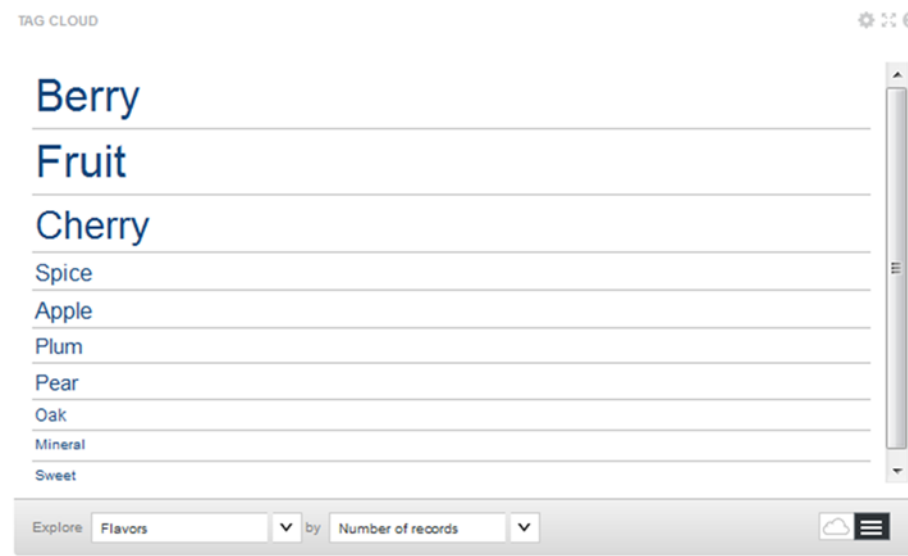 TAG CLOUD
Berry
Fruit
Cherry
Spice
Apple
Plum
Pear
Oak
Mineral
Sweet
Explore Flavors by Number of records